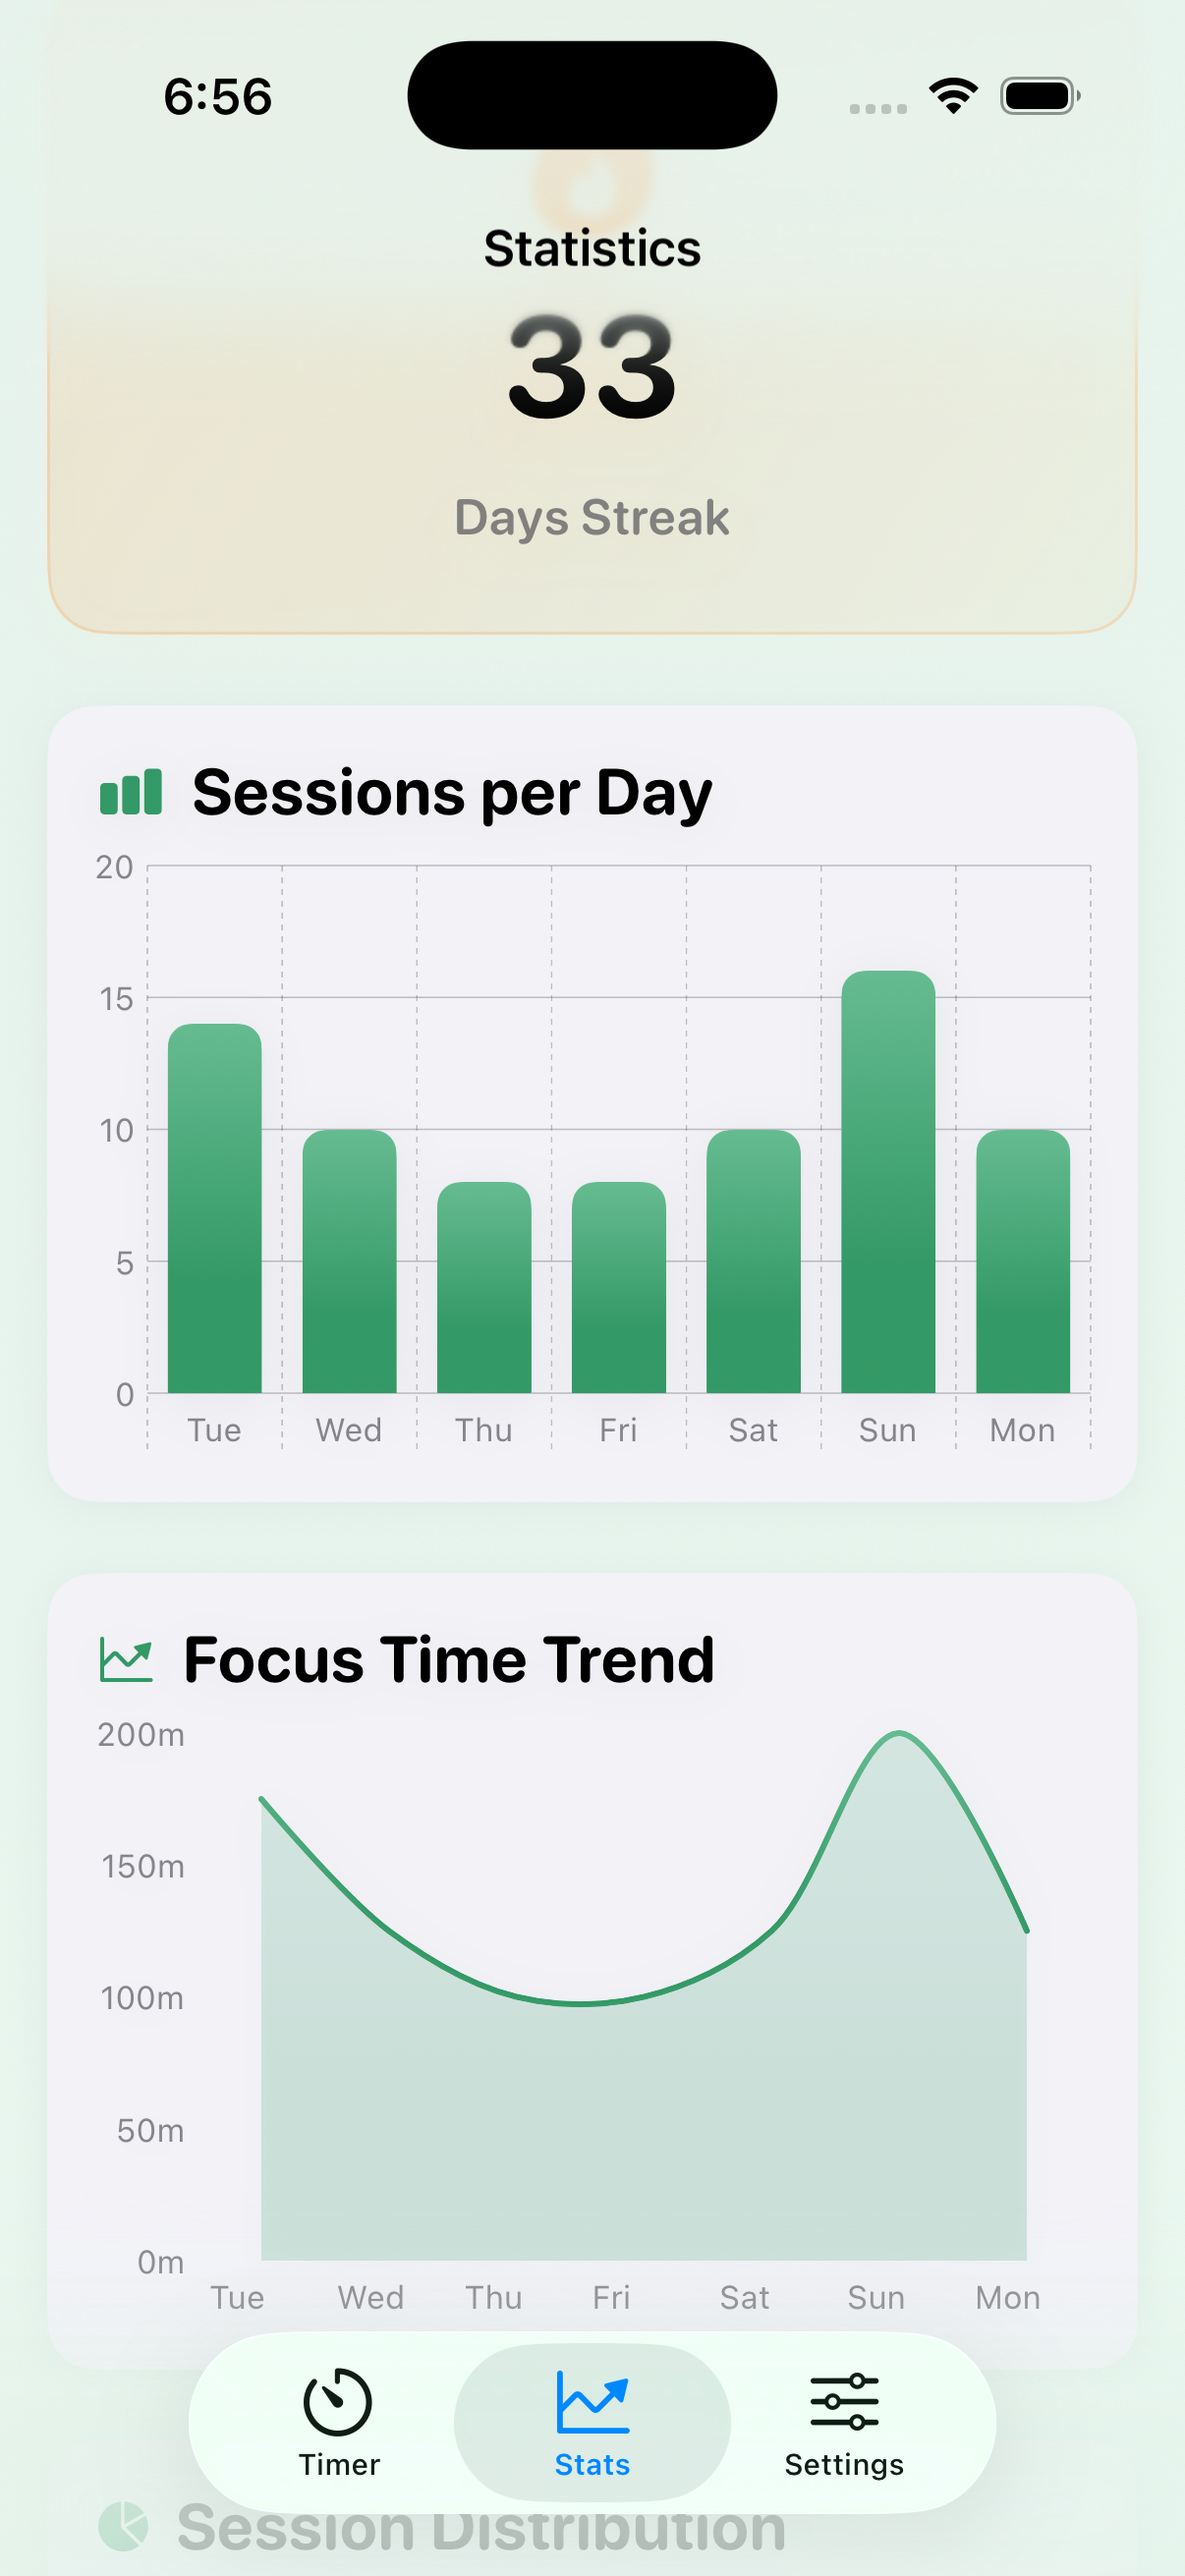 6:56
Statistics
33
Days Streak
Sessions per Day
20
15
10
5
0
Tue Wed Thu Fri Sat Sun Mon
Focus Time Trend
200m
150m
100m
50m
0m
Tue Wed Thu Fri Sat Sun Mon
Timer Stats Settings
Session Distribution